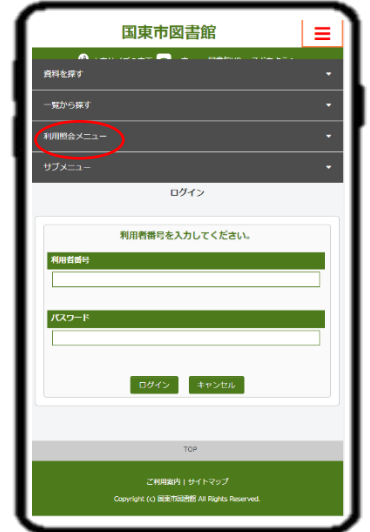 国東市図書館
資料を探す
一覧から探す
利用照会メニュー
サブメニュー
ログイン
利用者番号を入力してください。
利用者番号
パスワード
ログイン キャンセル
TOP
ご利用案内 | サイトマップ
Copyright (c) 国東市図書館 All Rights Reserved.